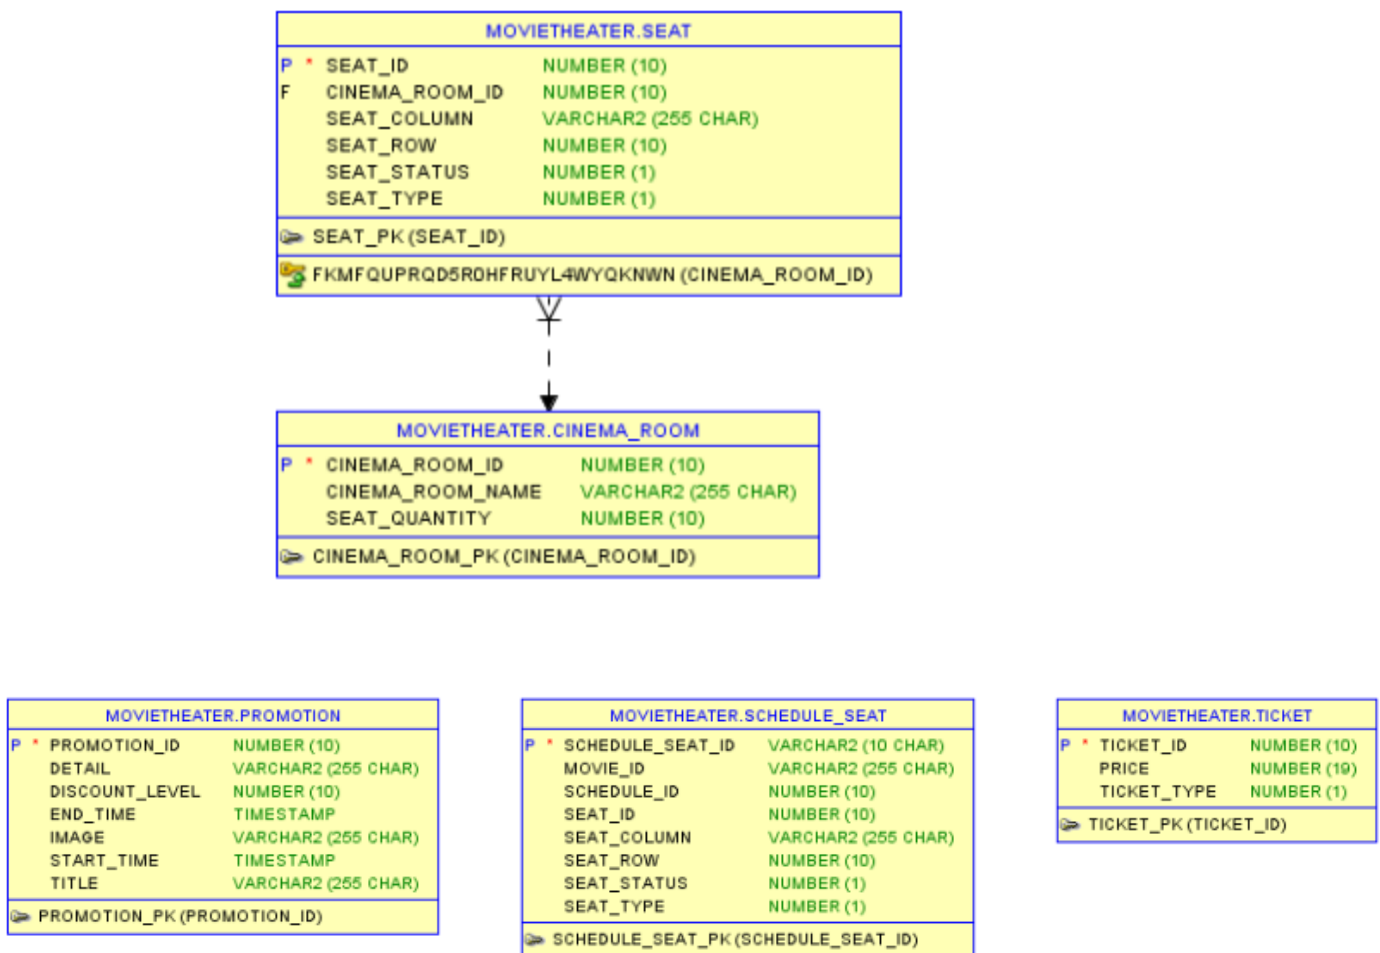 MOVIETHEATER.SEAT
P * SEAT_ID NUMBER (10)
F CINEMA_ROOM_ID NUMBER (10)
SEAT_COLUMN VARCHAR2 (255 CHAR)
SEAT_ROW NUMBER (10)
SEAT_STATUS NUMBER (1)
SEAT_TYPE NUMBER (1)
SEAT_PK (SEAT_ID)
FKMFQUPRQD5R0HFRUYL4WYQKNWN (CINEMA_ROOM_ID)
MOVIETHEATER.CINEMA_ROOM
P * CINEMA_ROOM_ID NUMBER (10)
CINEMA_ROOM_NAME VARCHAR2 (255 CHAR)
SEAT_QUANTITY NUMBER (10)
CINEMA_ROOM_PK (CINEMA_ROOM_ID)
MOVIETHEATER.PROMOTION
P * PROMOTION_ID NUMBER (10)
DETAIL VARCHAR2 (255 CHAR)
DISCOUNT_LEVEL NUMBER (10)
END_TIME TIMESTAMP
IMAGE VARCHAR2 (255 CHAR)
START_TIME TIMESTAMP
TITLE VARCHAR2 (255 CHAR)
PROMOTION_PK (PROMOTION_ID)
MOVIETHEATER.SCHEDULE_SEAT
P * SCHEDULE_SEAT_ID VARCHAR2 (10 CHAR)
MOVIE_ID VARCHAR2 (255 CHAR)
SCHEDULE_ID NUMBER (10)
SEAT_ID NUMBER (10)
SEAT_COLUMN VARCHAR2 (255 CHAR)
SEAT_ROW NUMBER (10)
SEAT_STATUS NUMBER (1)
SEAT_TYPE NUMBER (1)
SCHEDULE_SEAT_PK (SCHEDULE_SEAT_ID)
MOVIETHEATER.TICKET
P * TICKET_ID NUMBER (10)
PRICE NUMBER (19)
TICKET_TYPE NUMBER (1)
TICKET_PK (TICKET_ID)